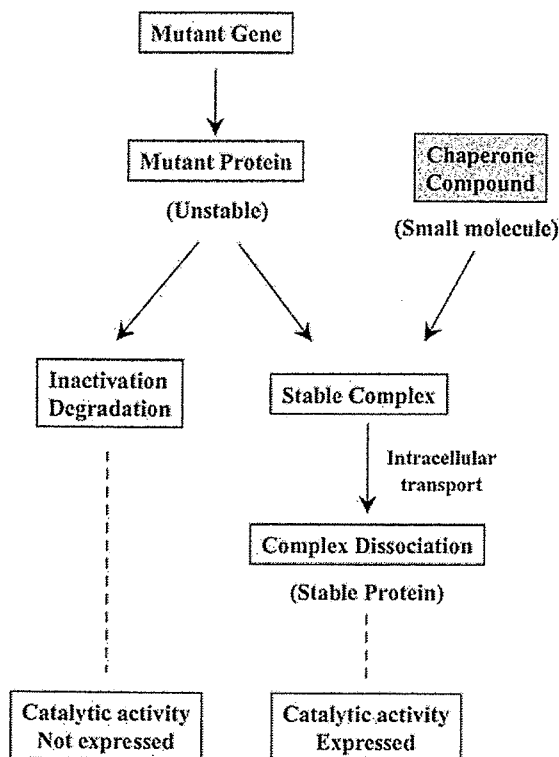 Mutant Gene
Mutant Protein
(Unstable)
Chaperone
Compound
(Small molecule)
Inactivation
Degradation
Stable Complex
Intracellular
transport
Complex Dissociation
(Stable Protein)
Catalytic activity
Not expressed
Catalytic activity
Expressed